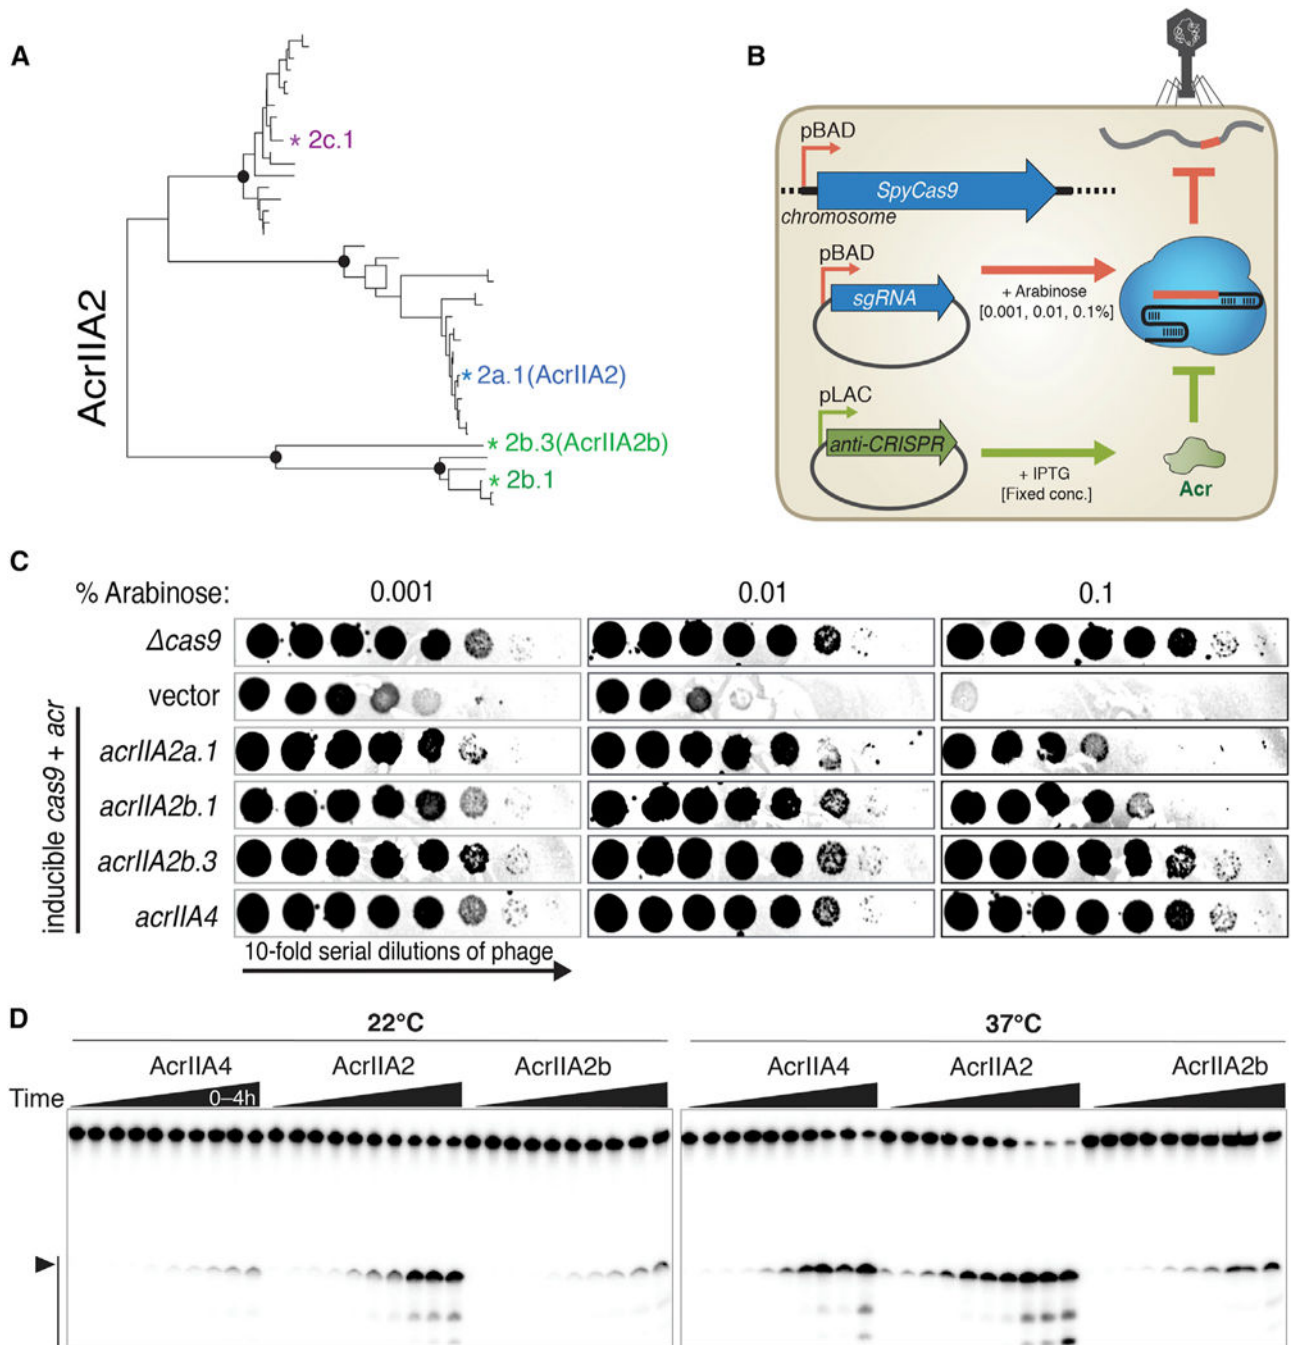 A
AcrIIA2
* 2c.1
* 2a.1(AcrIIA2)
* 2b.3(AcrIIA2b)
* 2b.1
B
pBAD
SpyCas9
chromosome
pBAD
sgRNA
+ Arabinose
[0.001, 0.01, 0.1%]
pLAC
anti-CRISPR
+ IPTG
[Fixed conc.]
Acr
C
% Arabinose: 0.001 0.01 0.1
Δcas9
vector
acrIIA2a.1
acrIIA2b.1
acrIIA2b.3
acrIIA4
inducible cas9 + acr
10-fold serial dilutions of phage
D
22°C 37°C
AcrIIA4 AcrIIA2 AcrIIA2b AcrIIA4 AcrIIA2 AcrIIA2b
Time 0–4h